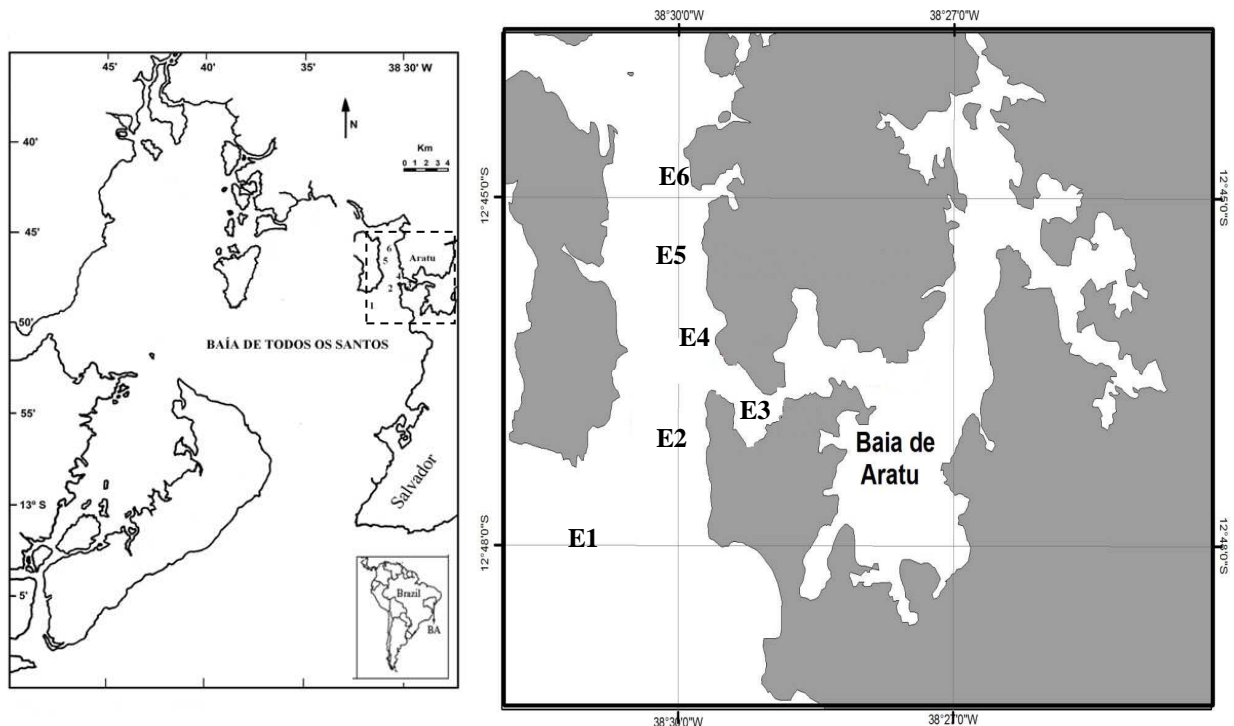 45'
40'
35'
38 30' W
N
Km
0 1 2 3 4
40'
45'
6
5
Aratu
4
2
1
50'
BAÍA DE TODOS OS SANTOS
55'
13º S
Salvador
5'
Brazil
BA
38°30'0"W
38°27'0"W
12°45'0"S
12°45'0"S
E6
E5
E4
E3
E2
Baia de
Aratu
E1
12°48'0"S
12°48'0"S
38°30'0"W
38°27'0"W